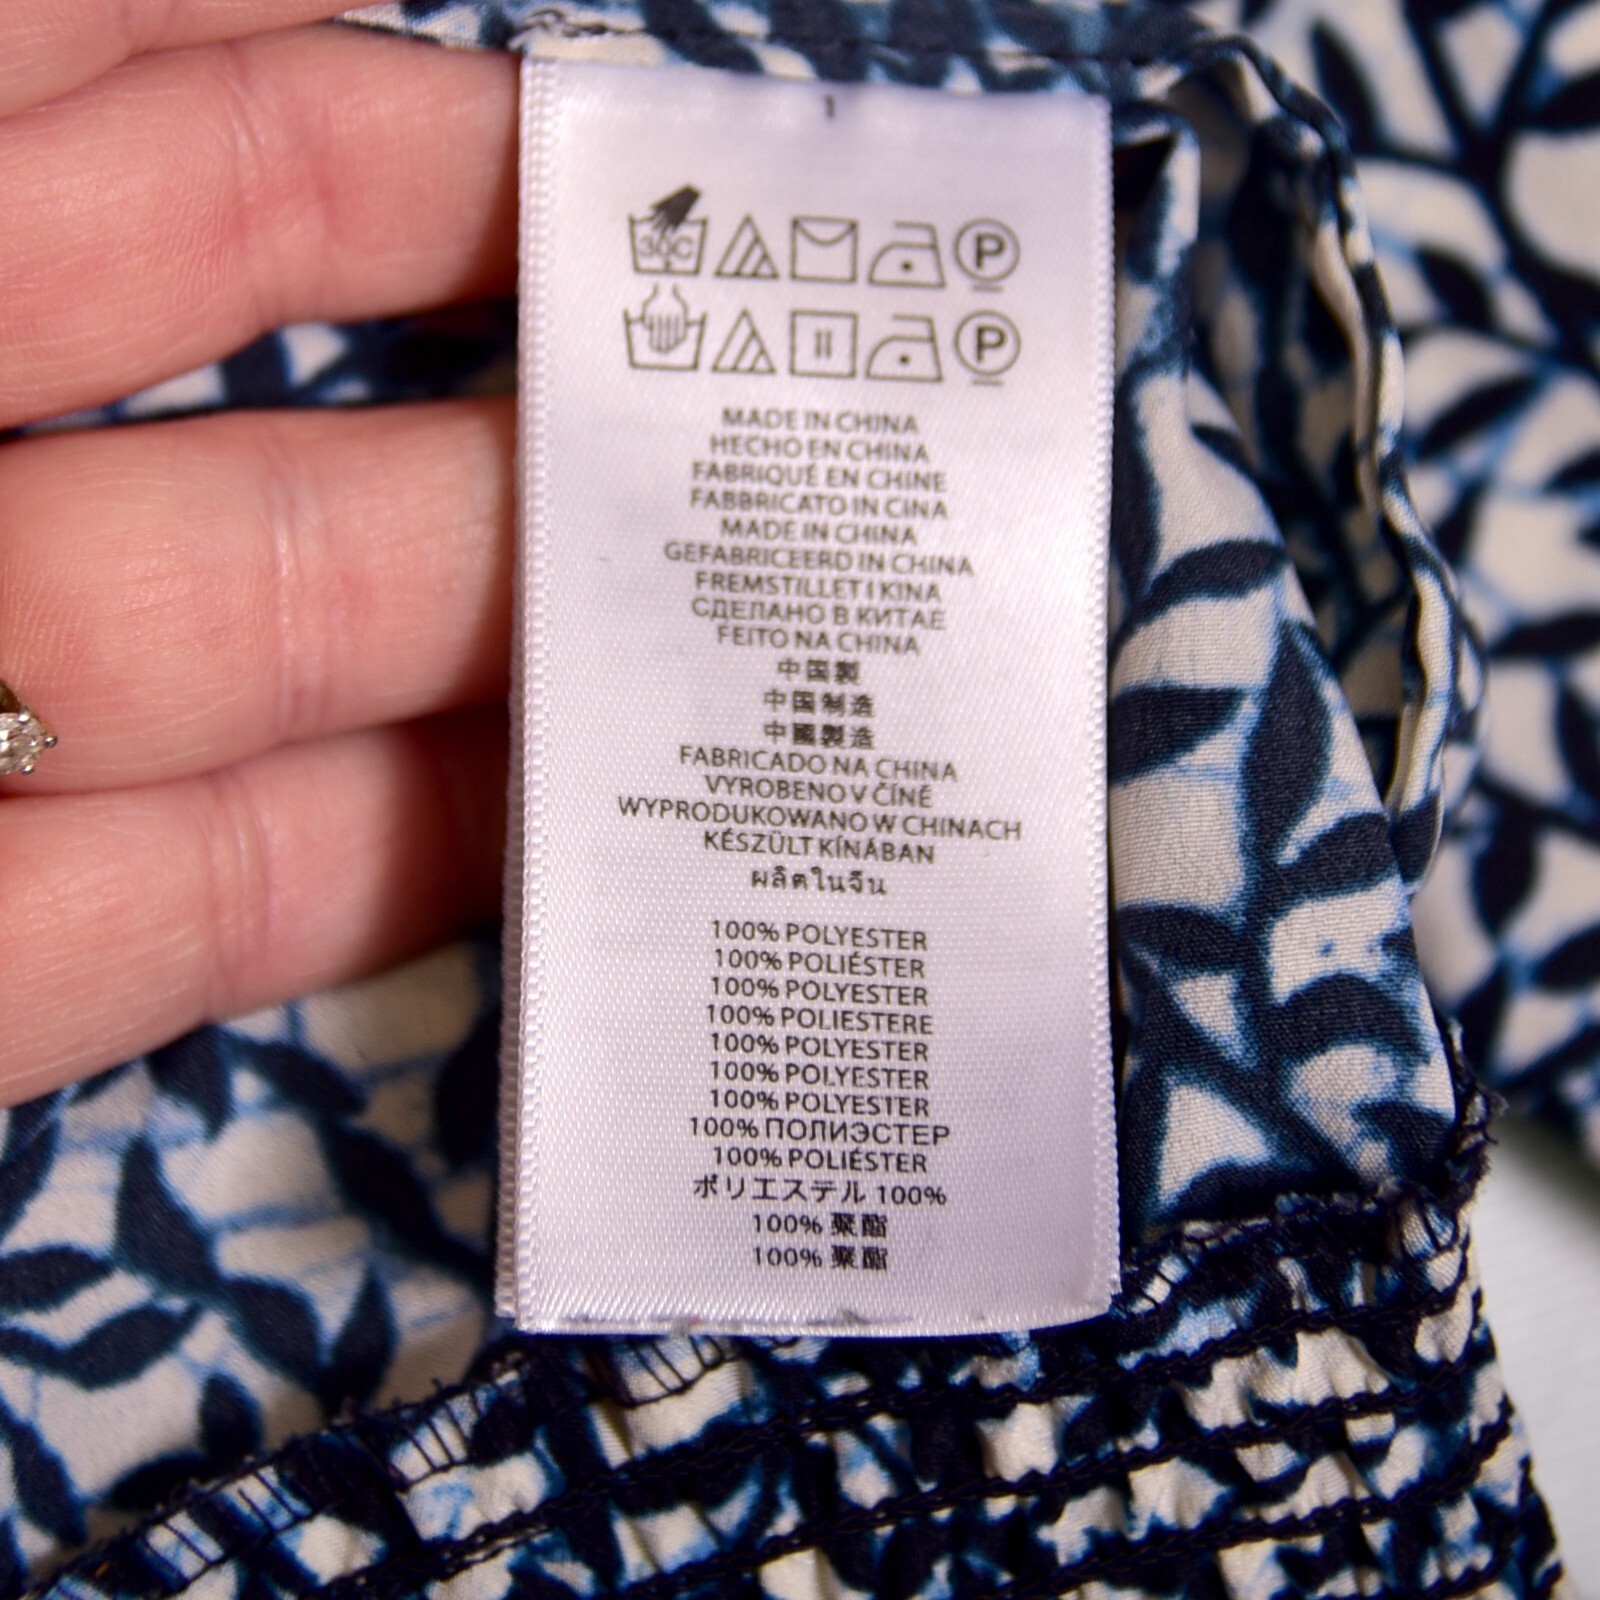 1
30C
P
P
MADE IN CHINA
HECHO EN CHINA
FABRIQUÉ EN CHINE
FABBRICATO IN CINA
MADE IN CHINA
GEFABRICEERD IN CHINA
FREMSTILLET I KINA
СДЕЛАНО В КИТАЕ
FEITO NA CHINA
中国製
中国制造
中國製造
FABRICADO NA CHINA
VYROBENO V ČÍNĚ
WYPRODUKOWANO W CHINACH
KÉSZÜLT KÍNÁBAN
ผลิตในจีน
100% POLYESTER
100% POLIÉSTER
100% POLYESTER
100% POLIESTERE
100% POLYESTER
100% POLYESTER
100% POLYESTER
100% ПОЛИЭСТЕР
100% POLIÉSTER
ポリエステル 100%
100% 聚酯
100% 聚酯